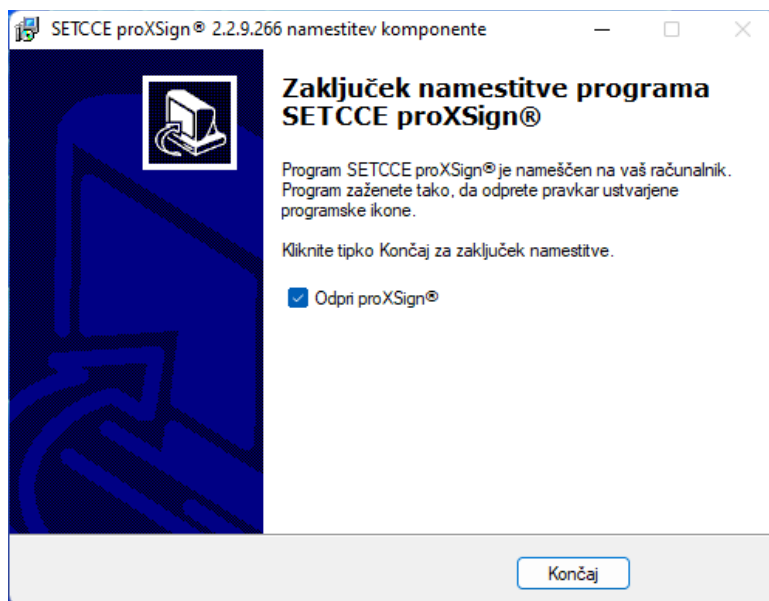 SETCCE proXSign® 2.2.9.266 namestitev komponente
Zaključek namestitve programa
SETCCE proXSign®
Program SETCCE proXSign® je nameščen na vaš računalnik.
Program zaženete tako, da odprete pravkar ustvarjene
programske ikone.
Kliknite tipko Končaj za zaključek namestitve.
Odpri proXSign®
Končaj